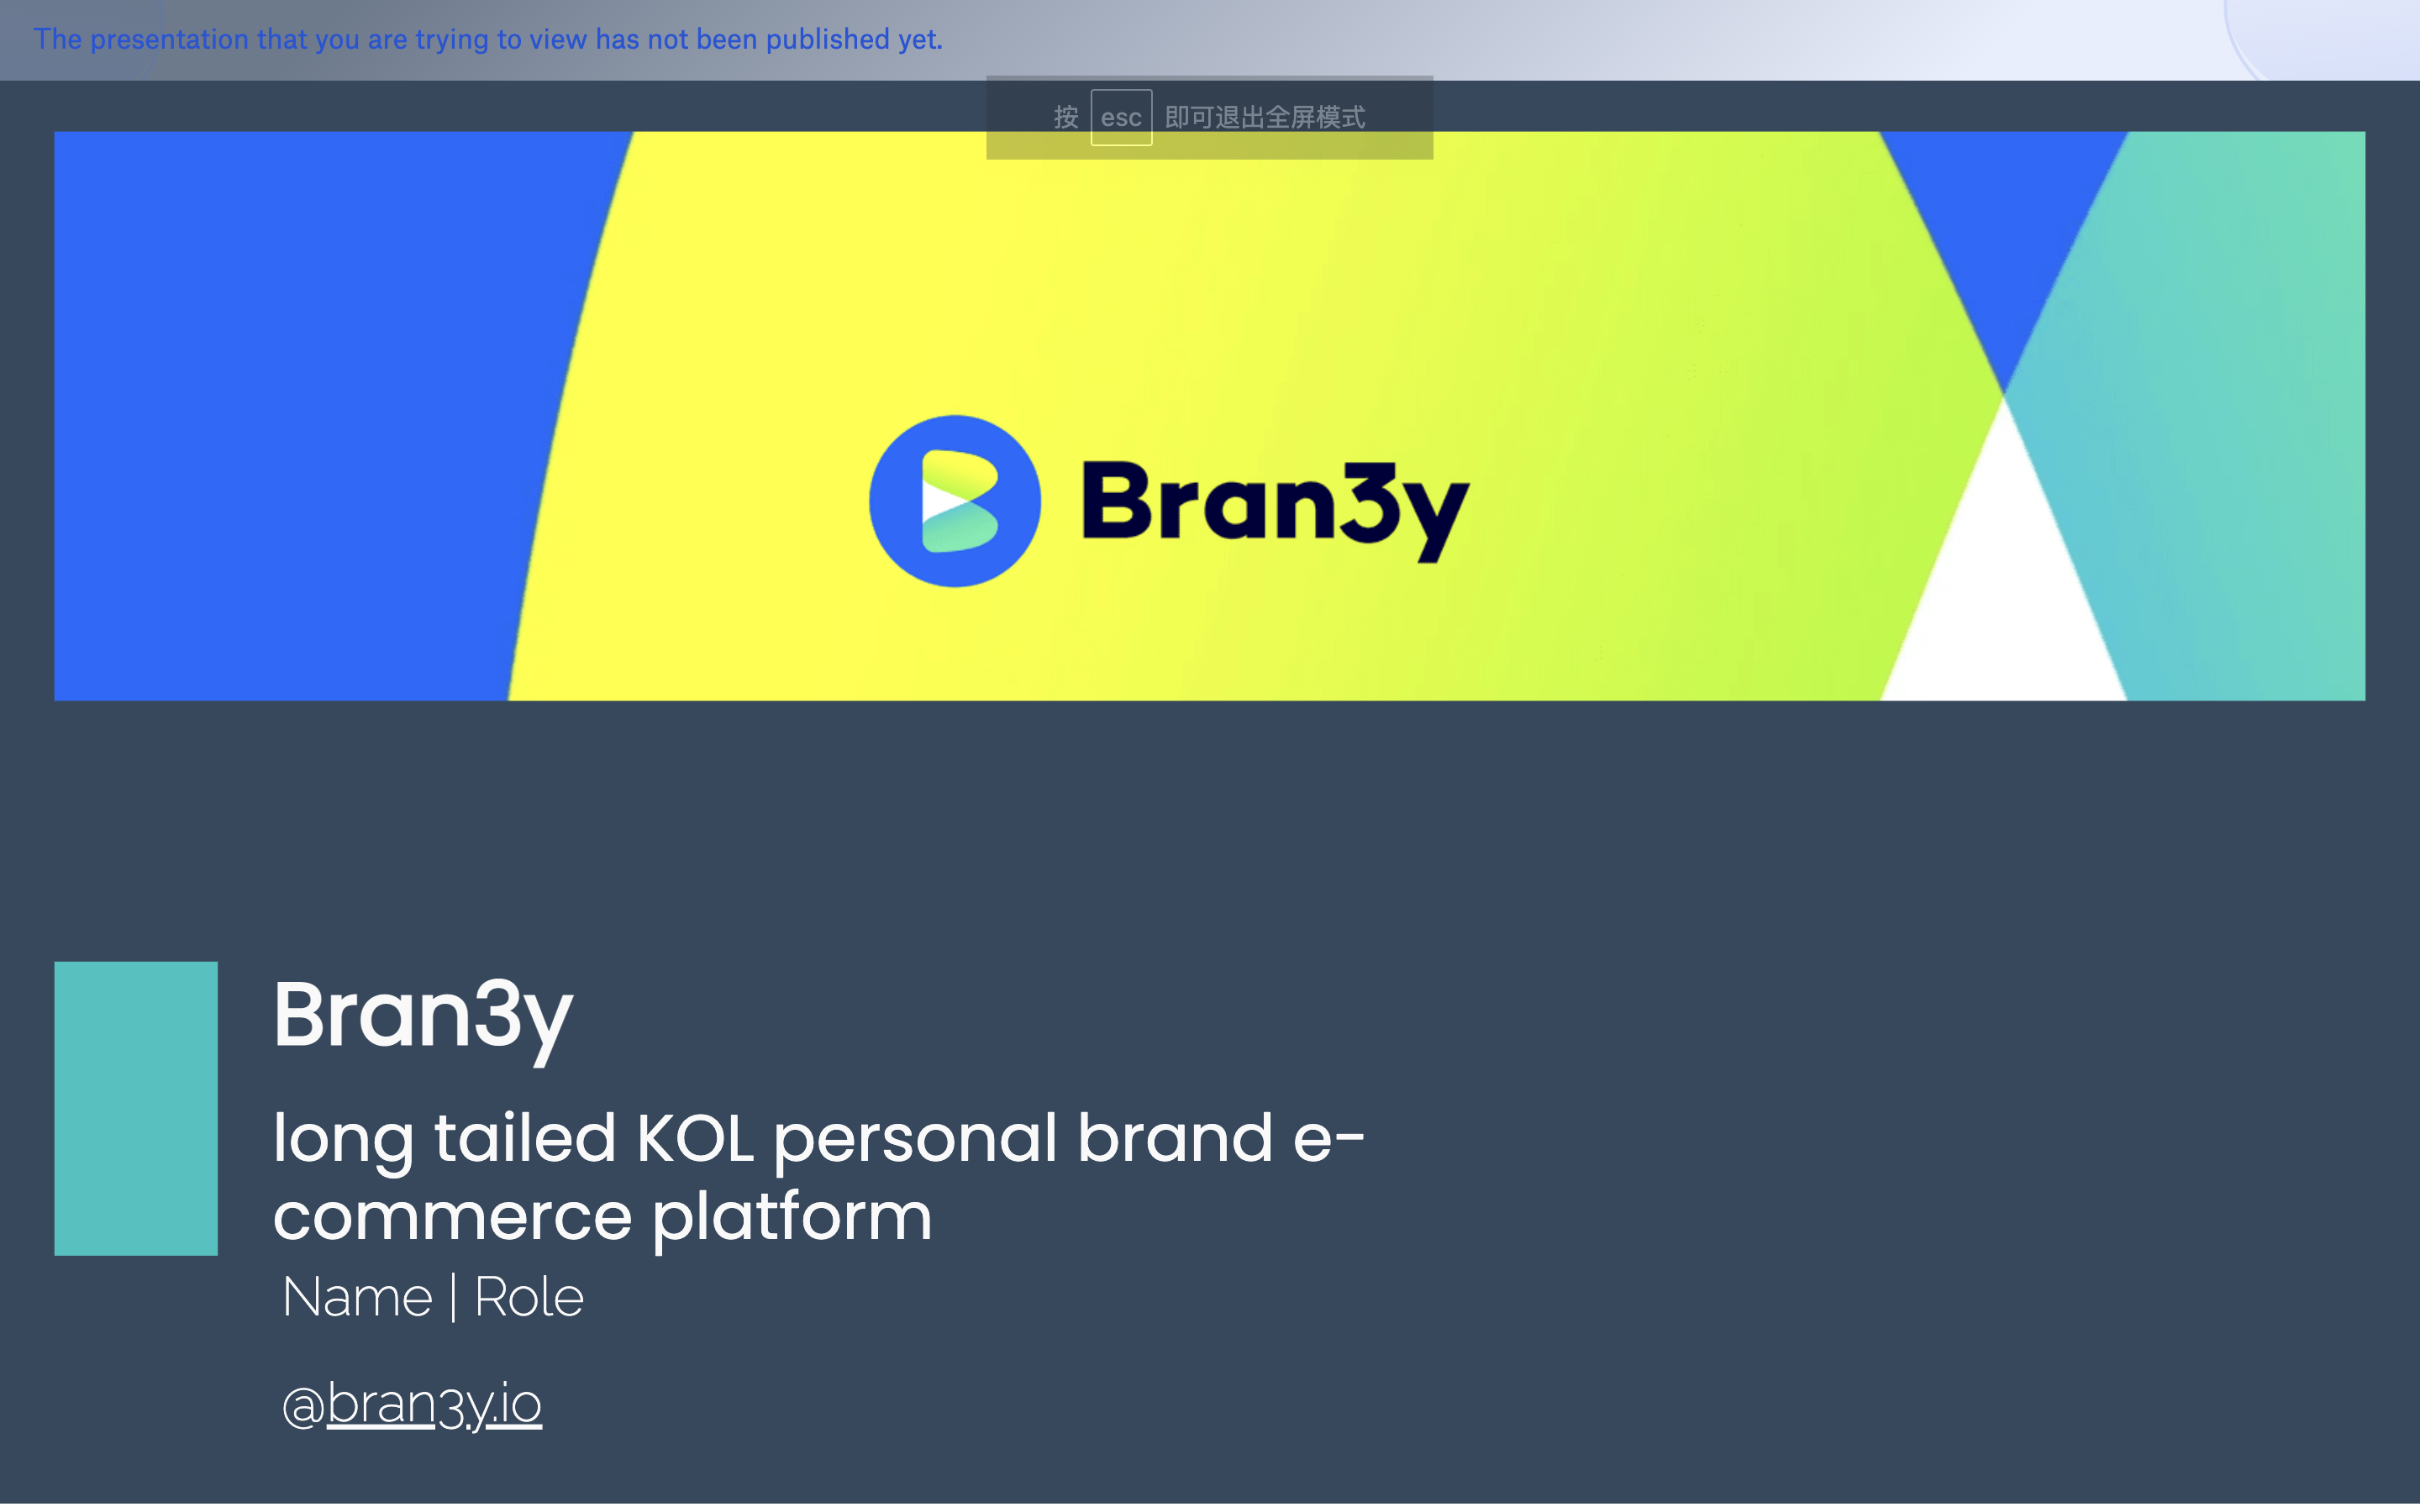 The presentation that you are trying to view has not been published yet.
按 esc 即可退出全屏模式
Bran3y
Bran3y
long tailed KOL personal brand e-
commerce platform
Name | Role
@bran3y.io